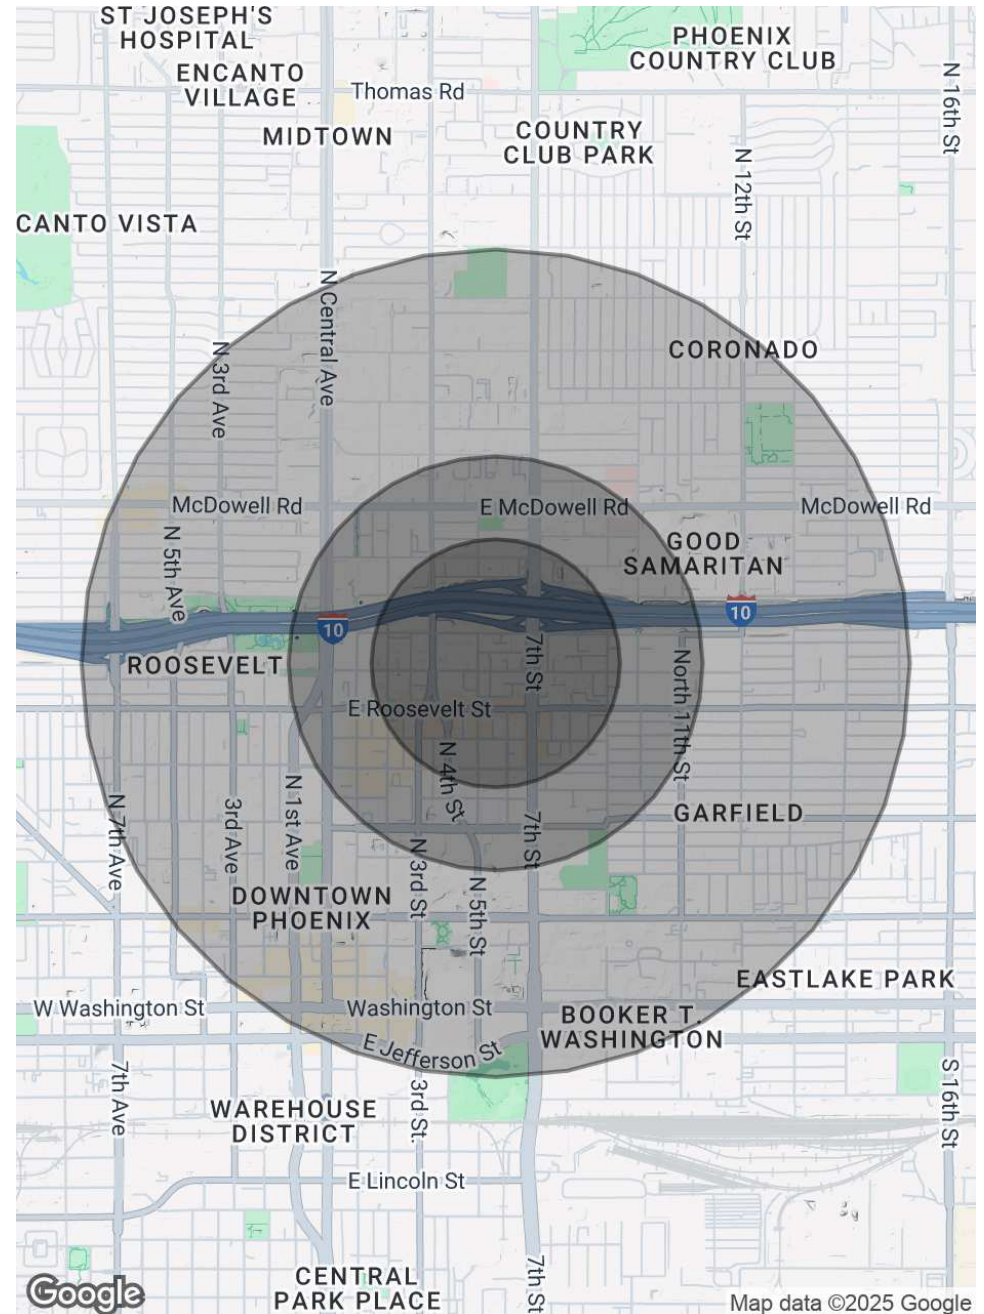 ST JOSEPH'S
HOSPITAL
PHOENIX
COUNTRY CLUB
ENCANTO
VILLAGE
Thomas Rd
N 16th St
MIDTOWN
COUNTRY
CLUB PARK
N 12th St
CANTO VISTA
N Central Ave
N 3rd Ave
CORONADO
McDowell Rd
E McDowell Rd
McDowell Rd
N 5th Ave
GOOD
SAMARITAN
10
10
ROOSEVELT
7th St
North 11th St
E Roosevelt St
N 4th St
N 7th Ave
3rd Ave
N 1st Ave
N 3rd St
7th St
GARFIELD
DOWNTOWN
PHOENIX
N 5th St
EASTLAKE PARK
W Washington St
Washington St
BOOKER T.
WASHINGTON
E Jefferson St
7th Ave
3rd St.
S 16th St
WAREHOUSE
DISTRICT
E Lincoln St
CENTRAL
PARK PLACE
7th St
Google
Map data ©2025 Google